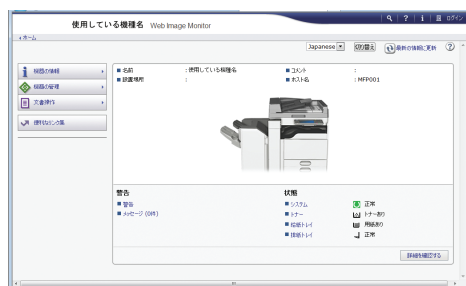 使用している機種名 Web Image Monitor
ログイン
ホーム
Japanese 切り替え 最新の情報に更新
機器の情報
機器の管理
文書操作
便利なリンク集
名前 : 使用している機種名
コメント :
設置場所 :
ホスト名 : MFP001
警告
警告
メッセージ (0件)
状態
システム 正常
トナー トナーあり
給紙トレイ 用紙あり
排紙トレイ 正常
詳細を確認する